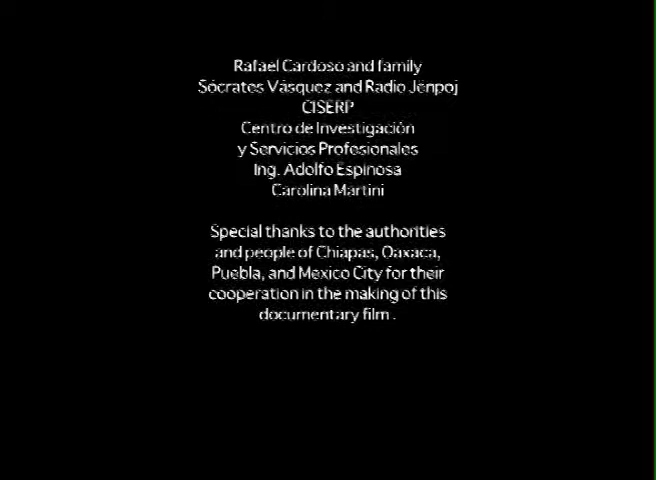 Rafael Cardoso and family
Sócrates Vásquez and Radio Jënpoj
CISERP
Centro de Investigación
y Servicios Profesionales
Ing. Adolfo Espinosa
Carolina Martini
Special thanks to the authorities
and people of Chiapas, Oaxaca,
Puebla, and Mexico City for their
cooperation in the making of this
documentary film .